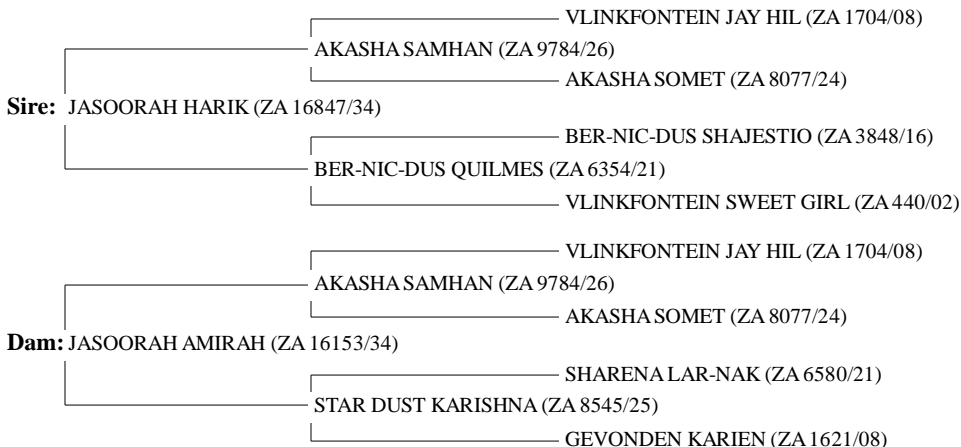 VLINKFONTEIN JAY HIL (ZA 1704/08)
AKASHA SAMHAN (ZA 9784/26)
AKASHA SOMET (ZA 8077/24)
Sire: JASOORAH HARIK (ZA 16847/34)
BER-NIC-DUS SHAJESTIO (ZA 3848/16)
BER-NIC-DUS QUILMES (ZA 6354/21)
VLINKFONTEIN SWEET GIRL (ZA 440/02)
VLINKFONTEIN JAY HIL (ZA 1704/08)
AKASHA SAMHAN (ZA 9784/26)
AKASHA SOMET (ZA 8077/24)
Dam: JASOORAH AMIRAH (ZA 16153/34)
SHARENA LAR-NAK (ZA 6580/21)
STAR DUST KARISHNA (ZA 8545/25)
GEVONDEN KARIEN (ZA 1621/08)